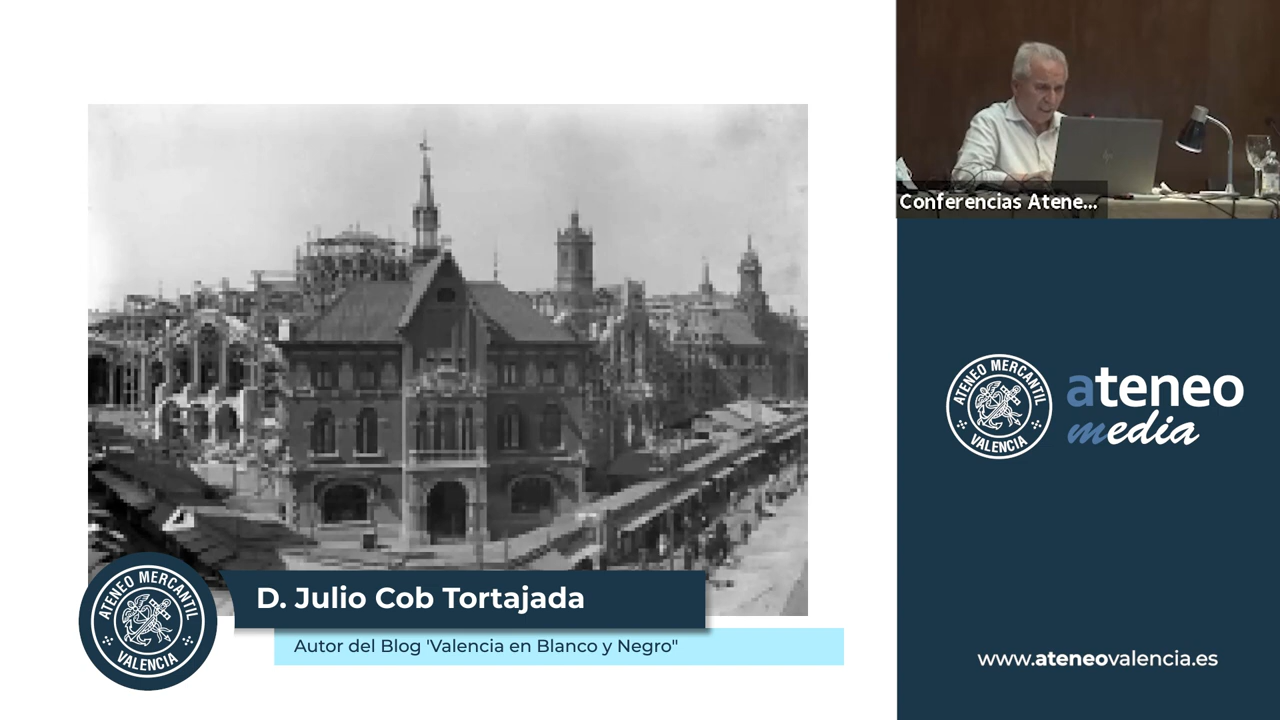 Conferencias Atene...
ATENEO MERCANTIL
VALENCIA
ateneo
media
D. Julio Cob Tortajada
Autor del Blog 'Valencia en Blanco y Negro"
ATENEO MERCANTIL
VALENCIA
www.ateneovalencia.es